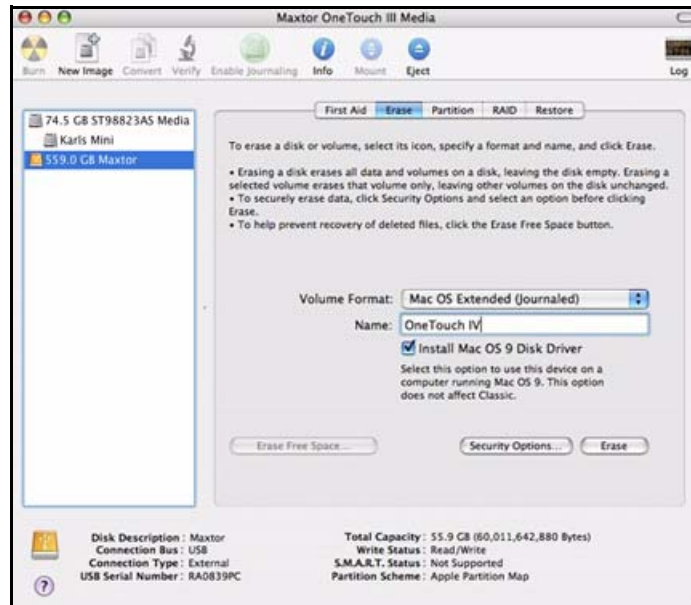 Maxtor OneTouch III Media
Burn New Image Convert Verify Enable Journaling Info Mount Eject Log
74.5 GB ST98823AS Media
Karls Mini
559.0 GB Maxtor
First Aid Erase Partition RAID Restore
To erase a disk or volume, select its icon, specify a format and name, and click Erase.
• Erasing a disk erases all data and volumes on a disk, leaving the disk empty. Erasing a
selected volume erases that volume only, leaving other volumes on the disk unchanged.
• To securely erase data, click Security Options and select an option before clicking
Erase.
• To help prevent recovery of deleted files, click the Erase Free Space button.
Volume Format: Mac OS Extended (Journaled)
Name: OneTouch IV
Install Mac OS 9 Disk Driver
Select this option to use this device on a
computer running Mac OS 9. This option
does not affect Classic.
Erase Free Space... Security Options... Erase
Disk Description : Maxtor
Connection Bus : USB
Connection Type : External
USB Serial Number : RA0839PC
Total Capacity : 55.9 GB (60,011,642,880 Bytes)
Write Status : Read/Write
S.M.A.R.T. Status : Not Supported
Partition Scheme : Apple Partition Map
?